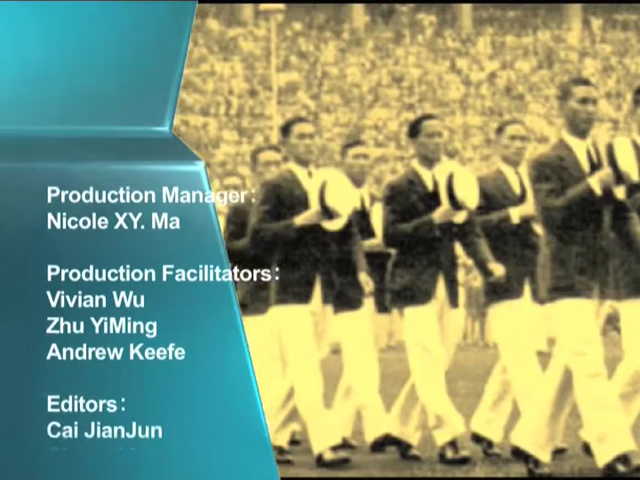 Production Manager:
Nicole XY. Ma
Production Facilitators:
Vivian Wu
Zhu YiMing
Andrew Keefe
Editors:
Cai JianJun